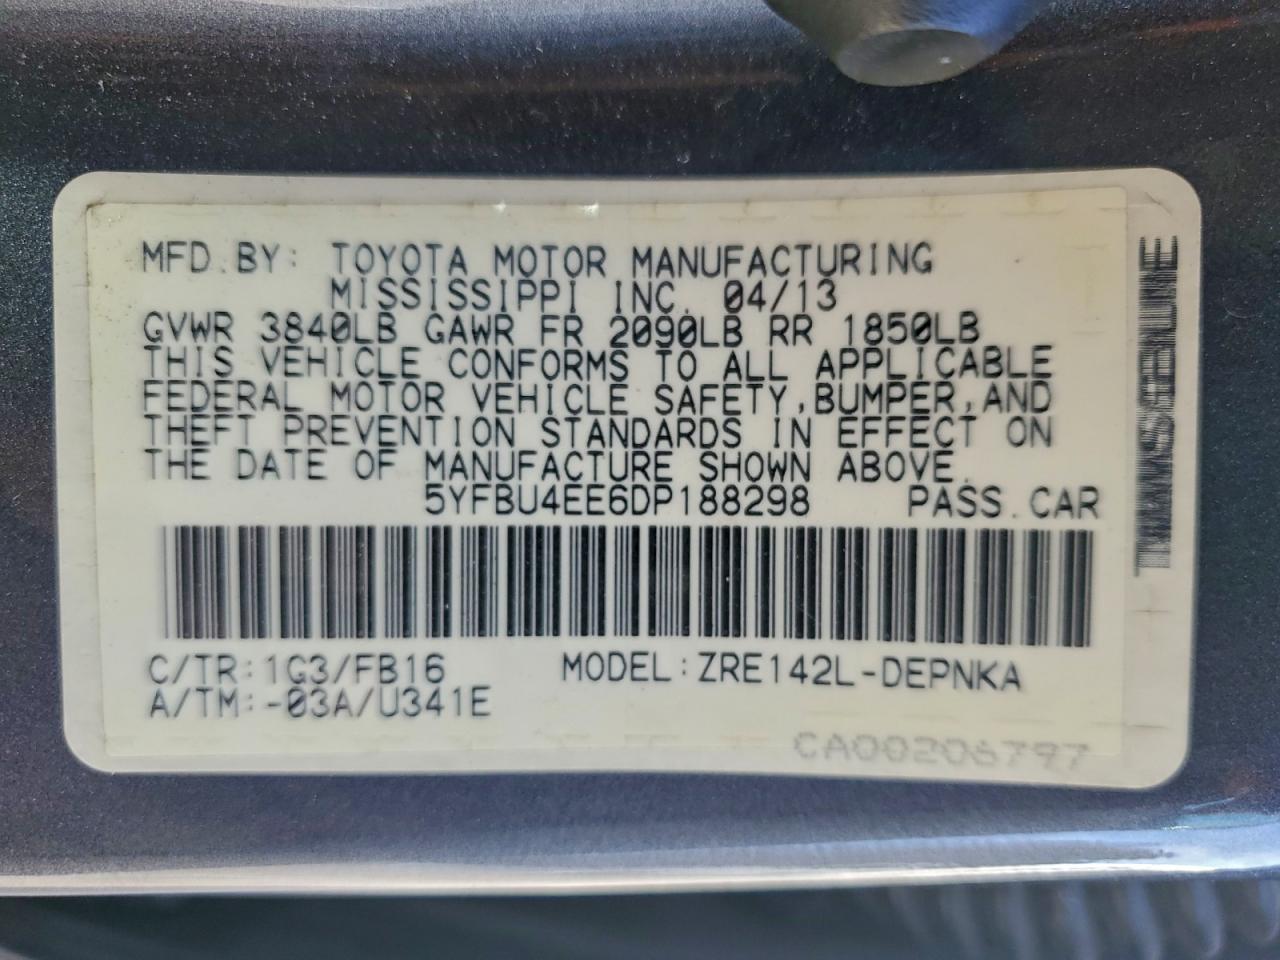 MFD.BY: TOYOTA MOTOR MANUFACTURING
MISSISSIPPI INC. 04/13
GVWR 3840LB GAWR FR 2090LB RR 1850LB
THIS VEHICLE CONFORMS TO ALL APPLICABLE
FEDERAL MOTOR VEHICLE SAFETY,BUMPER,AND
THEFT PREVENTION STANDARDS IN EFFECT ON
THE DATE OF MANUFACTURE SHOWN ABOVE.
5YFBU4EE6DP188298 PASS.CAR
C/TR:1G3/FB16 MODEL:ZRE142L-DEPNKA
A/TM:-03A/U341E
CA00206797